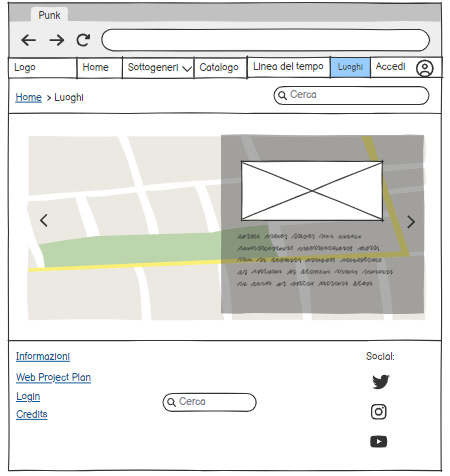 Punk
Logo Home Sottogeneri Catalogo Linea del tempo Luoghi Accedi
Home > Luoghi
Cerca
Informazioni
Social:
Web Project Plan
Login
Cerca
Credits